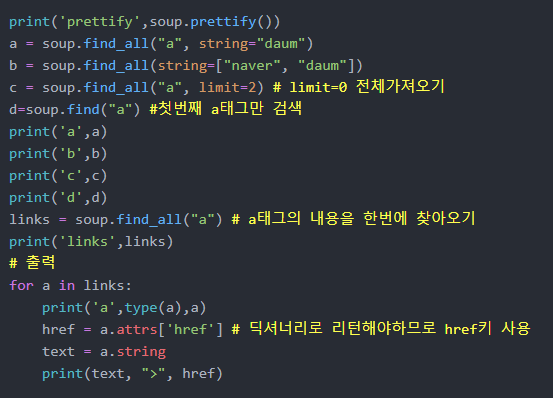 print('prettify',soup.prettify())
a = soup.find_all("a", string="daum")
b = soup.find_all(string=["naver", "daum"])
c = soup.find_all("a", limit=2) # limit=0 전체가져오기
d=soup.find("a") #첫번째 a태그만 검색
print('a',a)
print('b',b)
print('c',c)
print('d',d)
links = soup.find_all("a") # a태그의 내용을 한번에 찾아오기
print('links',links)
# 출력
for a in links:
    print('a',type(a),a)
    href = a.attrs['href'] # 딕셔너리로 리턴해야하므로 href키 사용
    text = a.string
    print(text, ">", href)